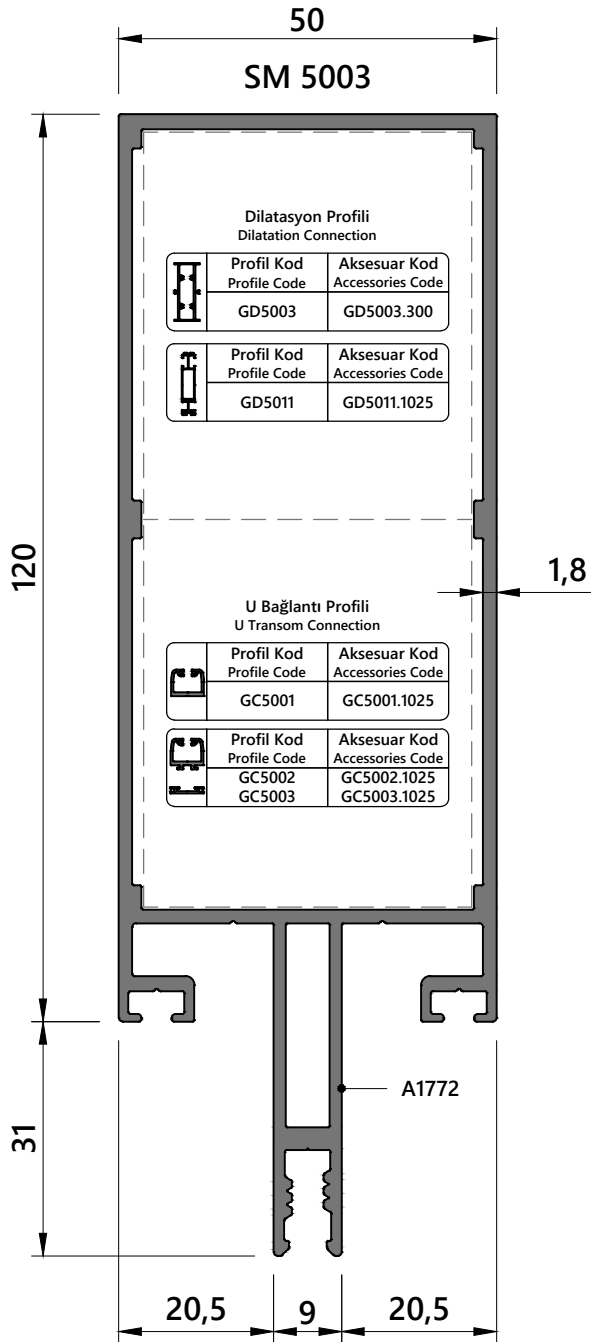 50
SM 5003
Dilatasyon Profili
Dilatation Connection
Profil Kod Aksesuar Kod
Profile Code Accessories Code
GD5003 GD5003.300
Profil Kod Aksesuar Kod
Profile Code Accessories Code
GD5011 GD5011.1025
120
1,8
U Bağlantı Profili
U Transom Connection
Profil Kod Aksesuar Kod
Profile Code Accessories Code
GC5001 GC5001.1025
Profil Kod Aksesuar Kod
Profile Code Accessories Code
GC5002 GC5002.1025
GC5003 GC5003.1025
A1772
31
20,5 9 20,5